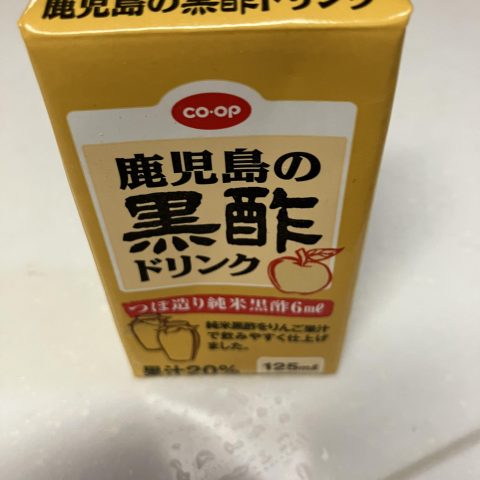 鹿児島の黒酢ドリンク
co·op
鹿児島の
黒酢
ドリンク
つぼ造り純米黒酢6mℓ
純米黒酢をりんご果汁
で飲みやすく仕上げ
ました。
果汁20%
125mℓ